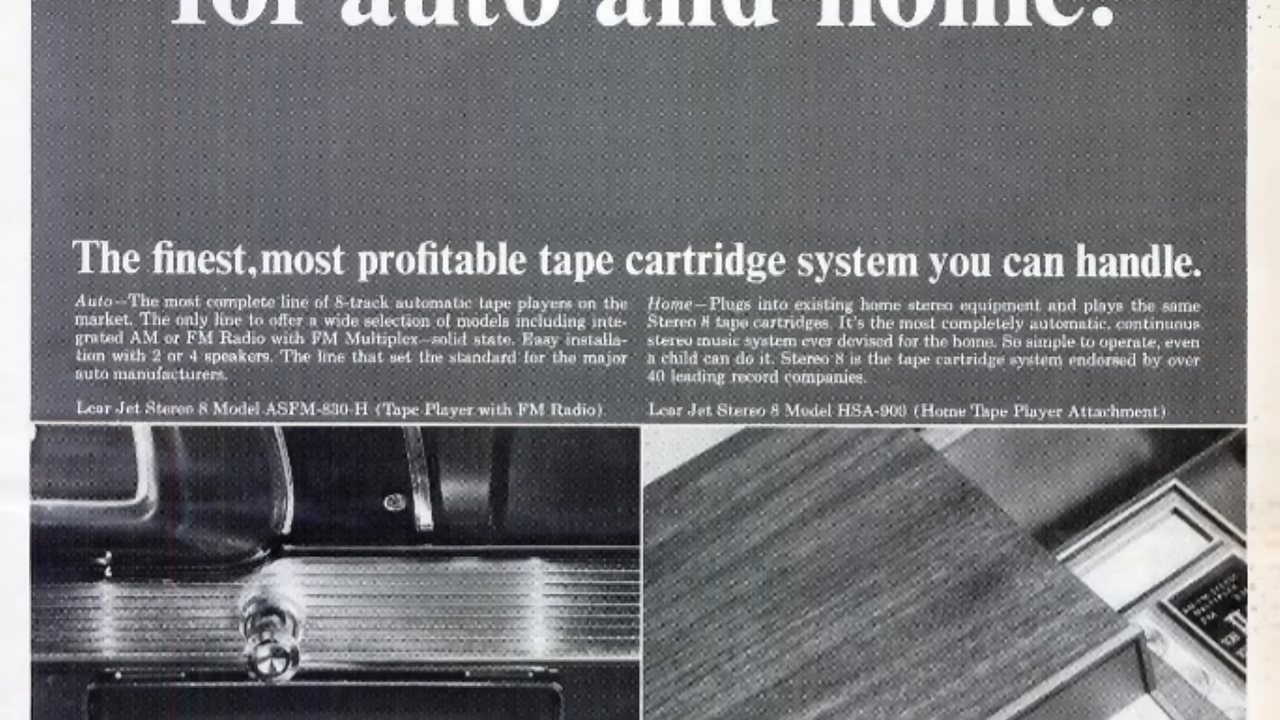 for auto and home.
The finest, most profitable tape cartridge system you can handle.
Auto—The most complete line of 8-track automatic tape players on the
market. The only line to offer a wide selection of models including inte-
grated AM or FM Radio with FM Multiplex—solid state. Easy installa-
tion with 2 or 4 speakers. The line that set the standard for the major
auto manufacturers.
Lear Jet Stereo 8 Model ASFM-830-H (Tape Player with FM Radio)
Home—Plugs into existing home stereo equipment and plays the same
Stereo 8 tape cartridges. It's the most completely automatic, continuous
stereo music system ever devised for the home. So simple to operate, even
a child can do it. Stereo 8 is the tape cartridge system endorsed by over
40 leading record companies.
Lear Jet Stereo 8 Model HSA-900 (Home Tape Player Attachment)
MULTIPLEX
FM